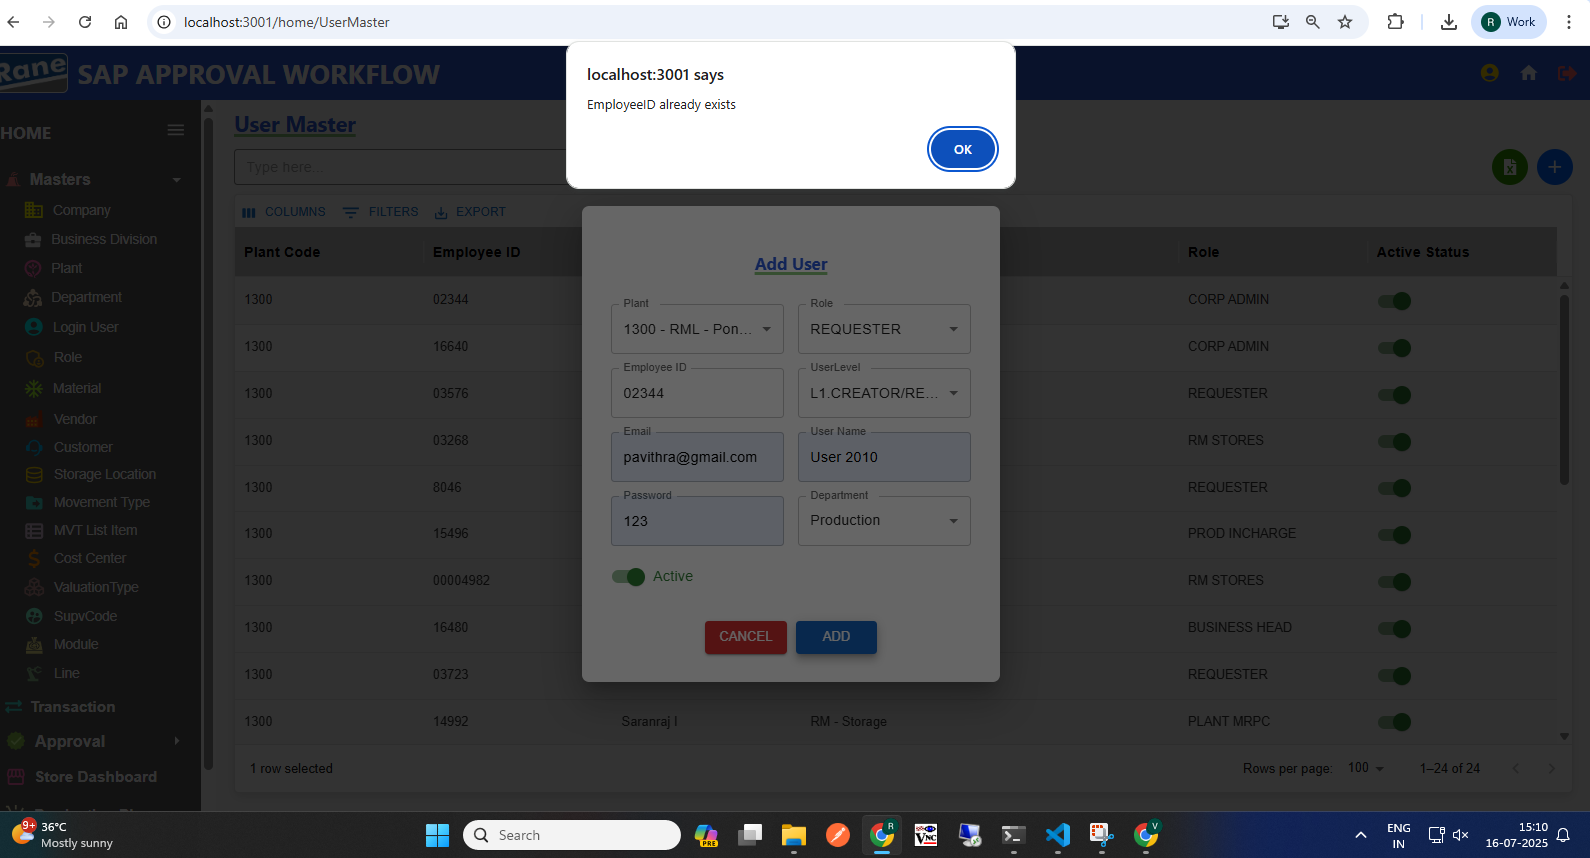 localhost:3001/home/UserMaster
Work
R
localhost:3001 says
EmployeeID already exists
OK
Rane
SAP APPROVAL WORKFLOW
HOME
Masters
Company
Business Division
Plant
Department
Login User
Role
Material
Vendor
Customer
Storage Location
Movement Type
MVT List Item
Cost Center
ValuationType
SupvCode
Module
Line
Transaction
Approval
Store Dashboard
User Master
Type here...
COLUMNS FILTERS EXPORT
Plant Code Employee ID Role Active Status
1300 02344 CORP ADMIN
1300 16640 CORP ADMIN
1300 03576 REQUESTER
1300 03268 RM STORES
1300 8046 REQUESTER
1300 15496 PROD INCHARGE
1300 00004982 RM STORES
1300 16480 BUSINESS HEAD
1300 03723 REQUESTER
1300 14992 Saranraj I RM - Storage PLANT MRPC
1 row selected Rows per page: 100 1–24 of 24
Add User
Plant Role
1300 - RML - Pon... REQUESTER
Employee ID UserLevel
02344 L1.CREATOR/RE...
Email User Name
pavithra@gmail.com User 2010
Password Department
123 Production
Active
CANCEL ADD
9+
36°C
Mostly sunny
Search
PRE
R
VNC
V
ENG
IN
15:10
16-07-2025